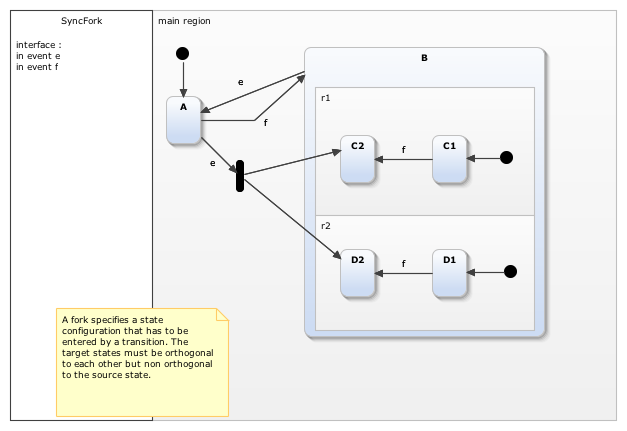 SyncFork
interface :
in event e
in event f
main region
A
e
f
e
B
r1
C2
f
C1
r2
D2
f
D1
A fork specifies a state
configuration that has to be
entered by a transition. The
target states must be orthogonal
to each other but non orthogonal
to the source state.